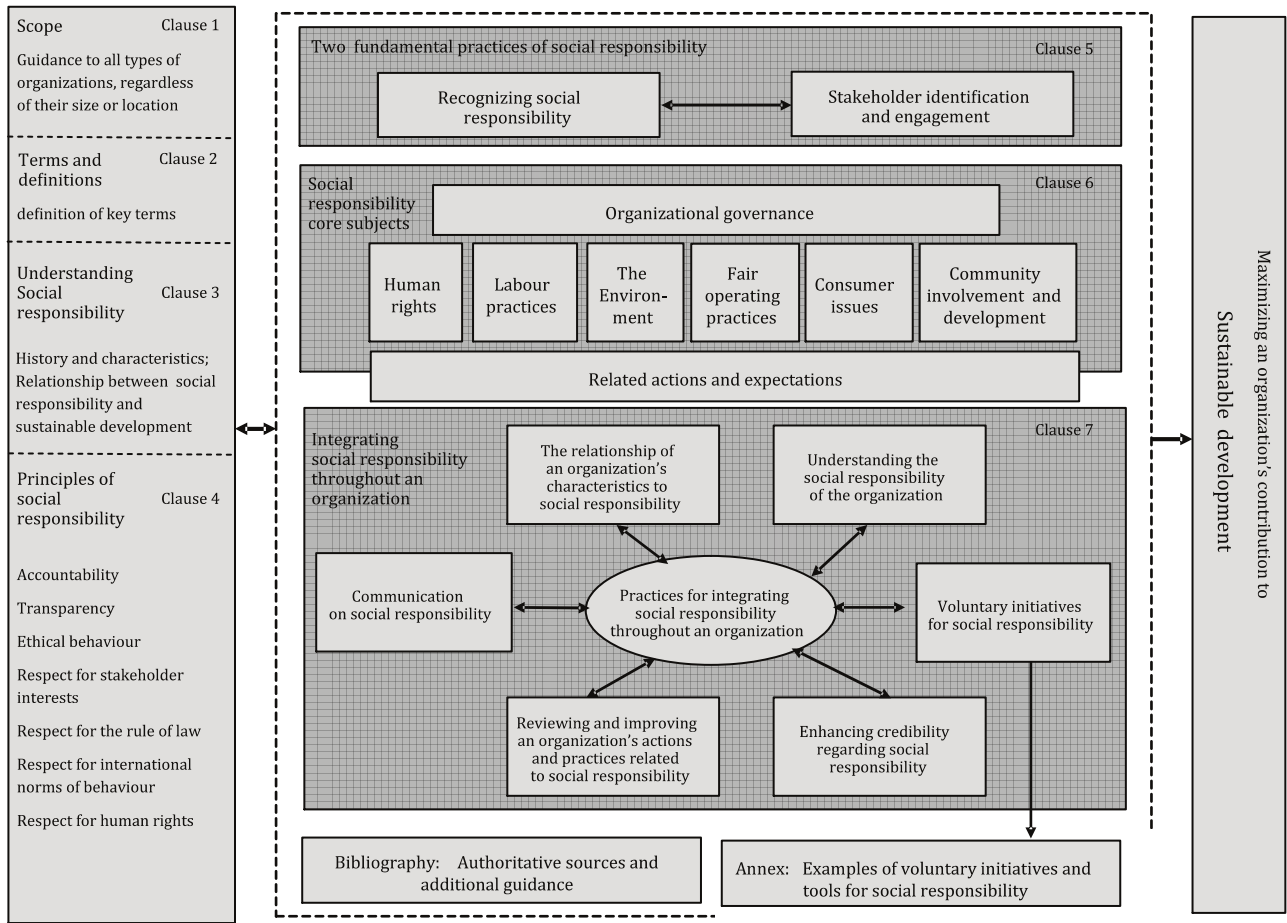 Scope Clause 1
Guidance to all types of
organizations, regardless
of their size or location
Terms and Clause 2
definitions
definition of key terms
Understanding
Social Clause 3
responsibility
History and characteristics;
Relationship between social
responsibility and
sustainable development
Principles of
social Clause 4
responsibility
Accountability
Transparency
Ethical behaviour
Respect for stakeholder
interests
Respect for the rule of law
Respect for international
norms of behaviour
Respect for human rights
Two fundamental practices of social responsibility Clause 5
Recognizing social
responsibility
Stakeholder identification
and engagement
Social
responsibility
core subjects
Clause 6
Organizational governance
Human
rights
Labour
practices
The
Environ-
ment
Fair
operating
practices
Consumer
issues
Community
involvement and
development
Related actions and expectations
Integrating
social responsibility
throughout an
organization
Clause 7
The relationship of
an organization's
characteristics to
social responsibility
Understanding the
social responsibility
of the organization
Communication
on social responsibility
Practices for integrating
social responsibility
throughout an organization
Voluntary initiatives
for social responsibility
Reviewing and improving
an organization's actions
and practices related
to social responsibility
Enhancing credibility
regarding social
responsibility
Bibliography: Authoritative sources and
additional guidance
Annex: Examples of voluntary initiatives and
tools for social responsibility
Maximizing an organization's contribution to
Sustainable development